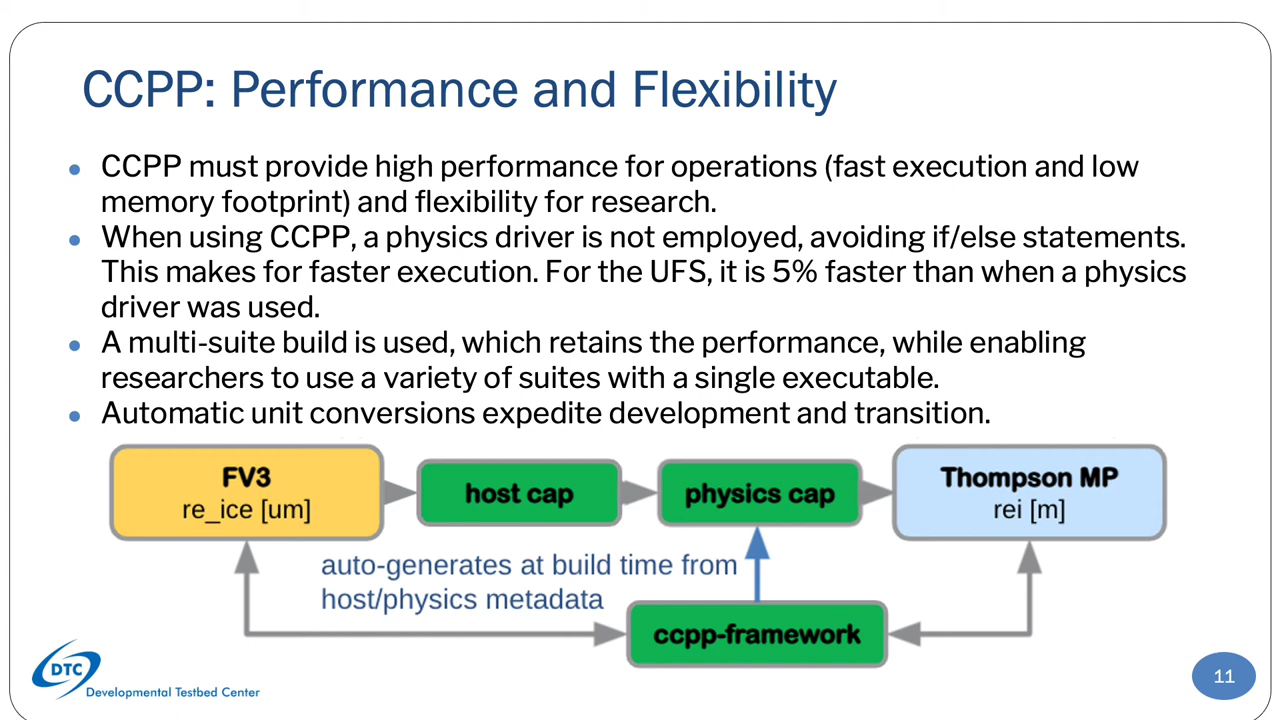 CCPP: Performance and Flexibility
CCPP must provide high performance for operations (fast execution and low
memory footprint) and flexibility for research.
When using CCPP, a physics driver is not employed, avoiding if/else statements.
This makes for faster execution. For the UFS, it is 5% faster than when a physics
driver was used.
A multi-suite build is used, which retains the performance, while enabling
researchers to use a variety of suites with a single executable.
Automatic unit conversions expedite development and transition.
FV3
re_ice [um]
host cap
physics cap
Thompson MP
rei [m]
auto-generates at build time from
host/physics metadata
ccpp-framework
DTC
Developmental Testbed Center
11